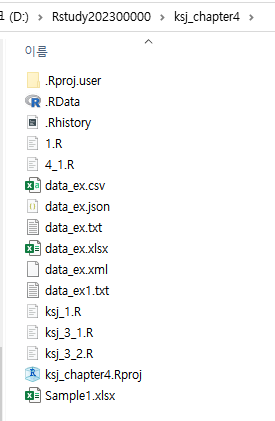 (D:) > Rstudy202300000 > ksj_chapter4 >
이름
.Rproj.user
.RData
.Rhistory
1.R
4_1.R
data_ex.csv
data_ex.json
data_ex.txt
data_ex.xlsx
data_ex.xml
data_ex1.txt
ksj_1.R
ksj_3_1.R
ksj_3_2.R
ksj_chapter4.Rproj
Sample1.xlsx